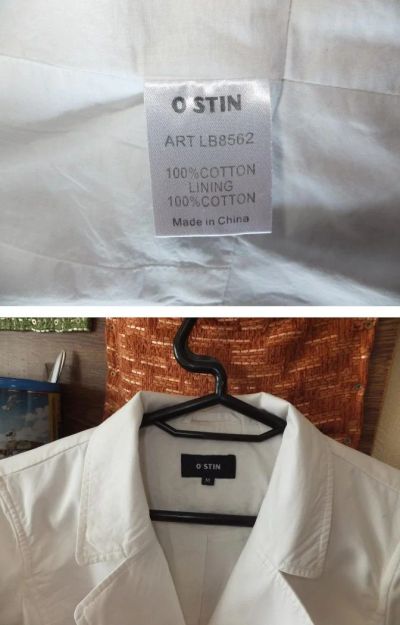 O STIN
ART LB8562
100%COTTON
LINING
100%COTTON
Made in China
O STIN
M